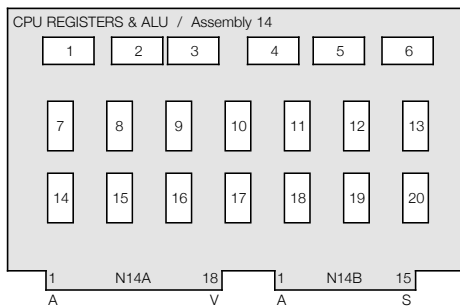 CPU REGISTERS & ALU / Assembly 14
1 2 3 4 5 6
7 8 9 10 11 12 13
14 15 16 17 18 19 20
1 N14A 18 1 N14B 15
A V A S